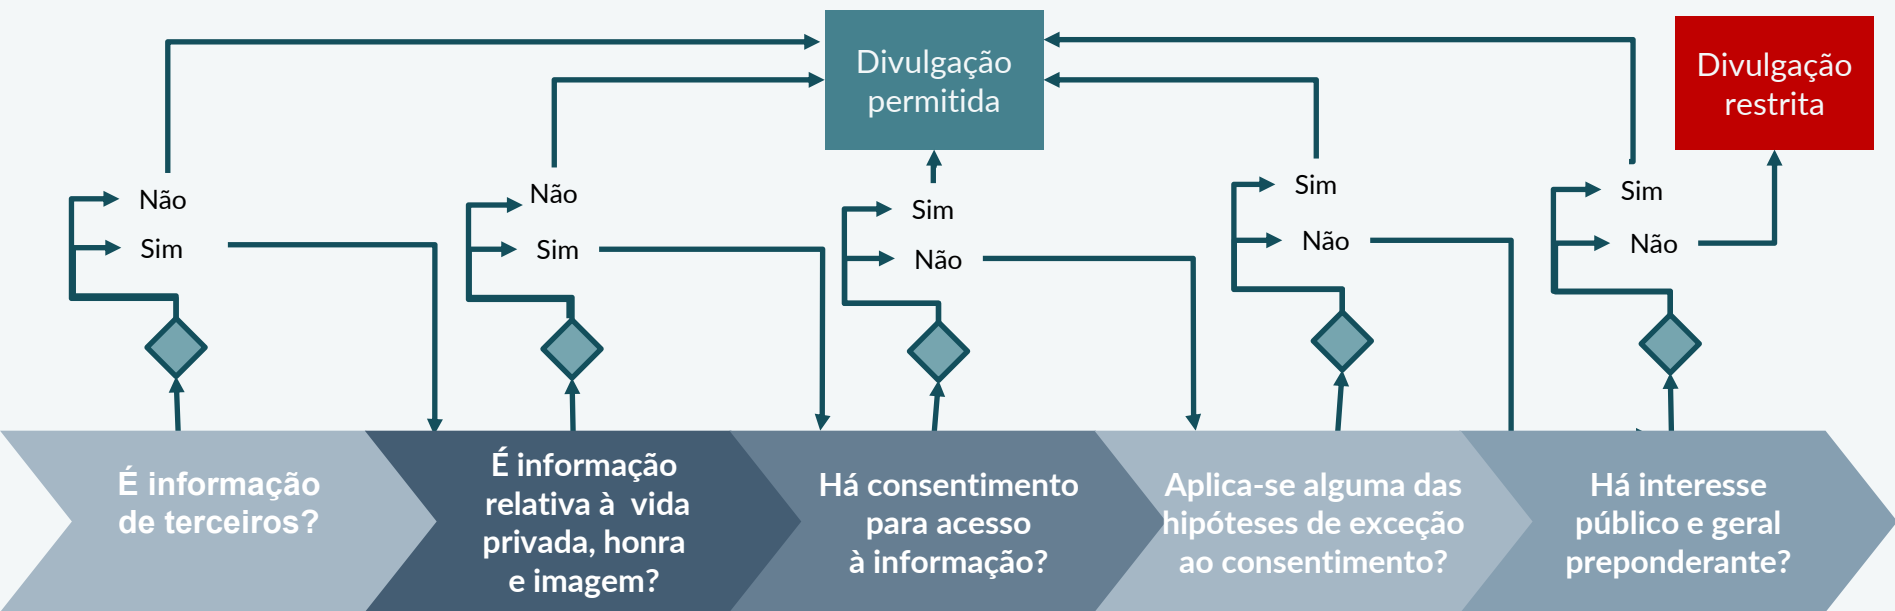 Divulgação
permitida
Divulgação
restrita
Não
Sim
Não
Sim
Sim
Não
Sim
Não
Sim
Não
É informação
de terceiros?
É informação
relativa à vida
privada, honra
e imagem?
Há consentimento
para acesso
à informação?
Aplica-se alguma das
hipóteses de exceção
ao consentimento?
Há interesse
público e geral
preponderante?